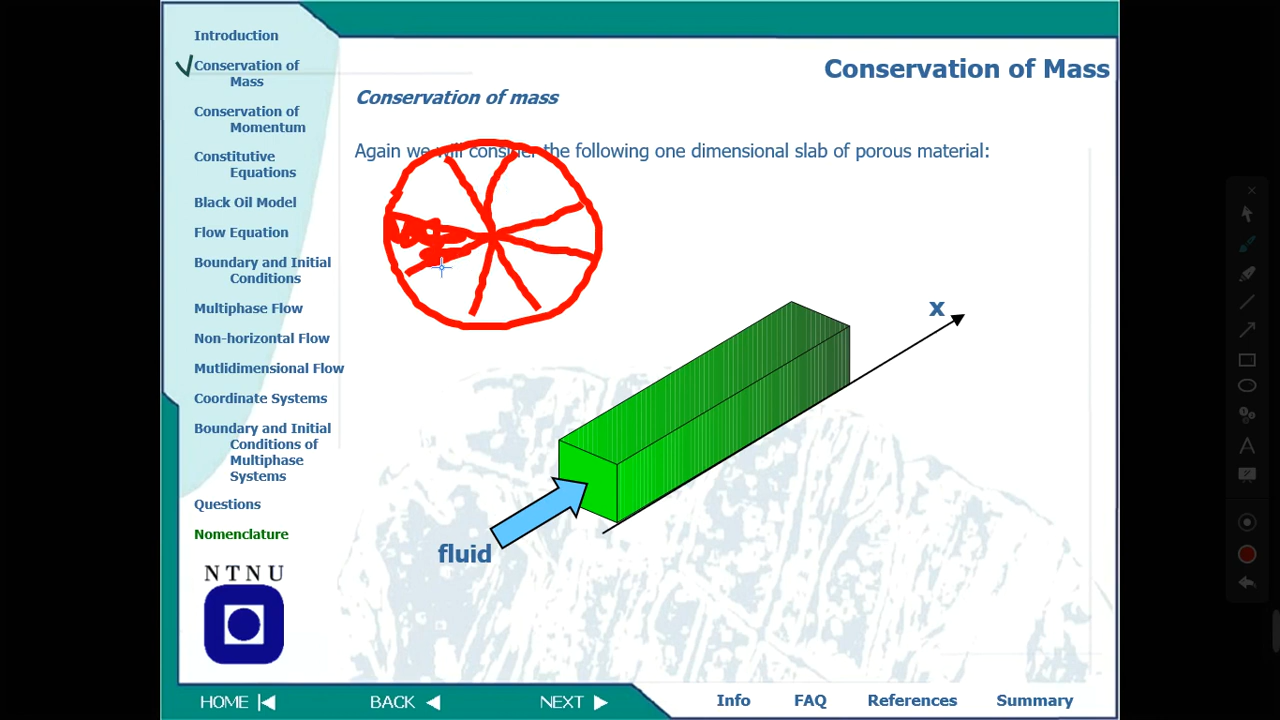 Introduction
Conservation of
Mass
Conservation of
Momentum
Constitutive
Equations
Black Oil Model
Flow Equation
Boundary and Initial
Conditions
Multiphase Flow
Non-horizontal Flow
Mutlidimensional Flow
Coordinate Systems
Boundary and Initial
Conditions of
Multiphase
Systems
Questions
Nomenclature
NTNU
Conservation of Mass
Conservation of mass
Again we will consider the following one dimensional slab of porous material:
x
fluid
HOME
BACK
NEXT
Info
FAQ
References
Summary
A